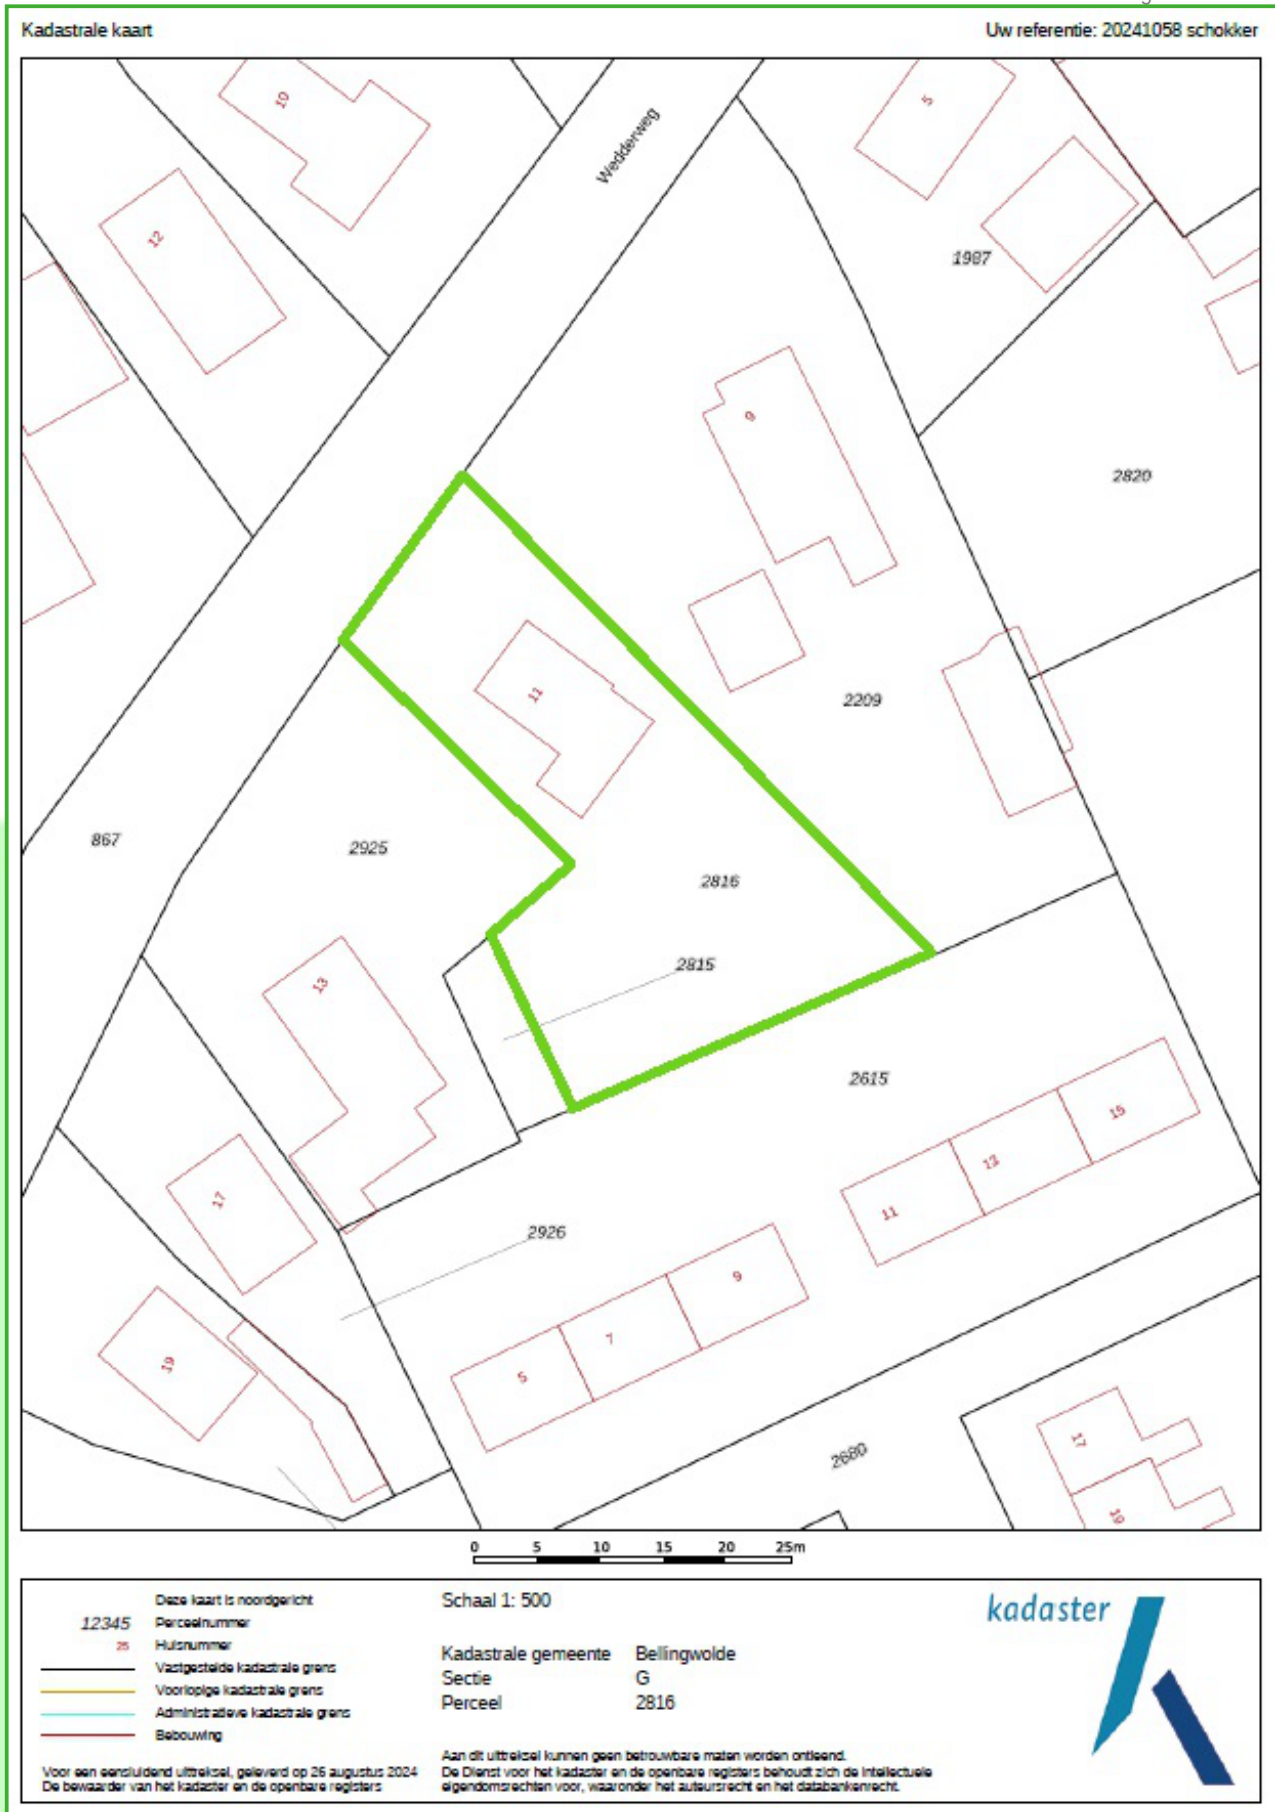 Kadastrale kaart
Uw referentie: 20241058 schokker
10
Wedderweg
5
12
1987
9
2820
11
2209
867
2925
2816
2815
13
2615
15
13
11
17
2926
9
7
5
19
17
2680
19
0 5 10 15 20 25m
Deze kaart is noordgericht
12345 Perceelnummer
25 Huisnummer
Vastgestelde kadastrale grens
Voorlopige kadastrale grens
Administratieve kadastrale grens
Bebouwing
Voor een eensluidend uittreksel, geleverd op 26 augustus 2024
De bewaarder van het kadaster en de openbare registers
Schaal 1: 500
Kadastrale gemeente Bellingwolde
Sectie G
Perceel 2816
Aan dit uittreksel kunnen geen betrouwbare maten worden ontleend.
De Dienst voor het kadaster en de openbare registers behoudt zich de intellectuele
eigendomsrechten voor, waaronder het auteursrecht en het databankenrecht.
kadaster